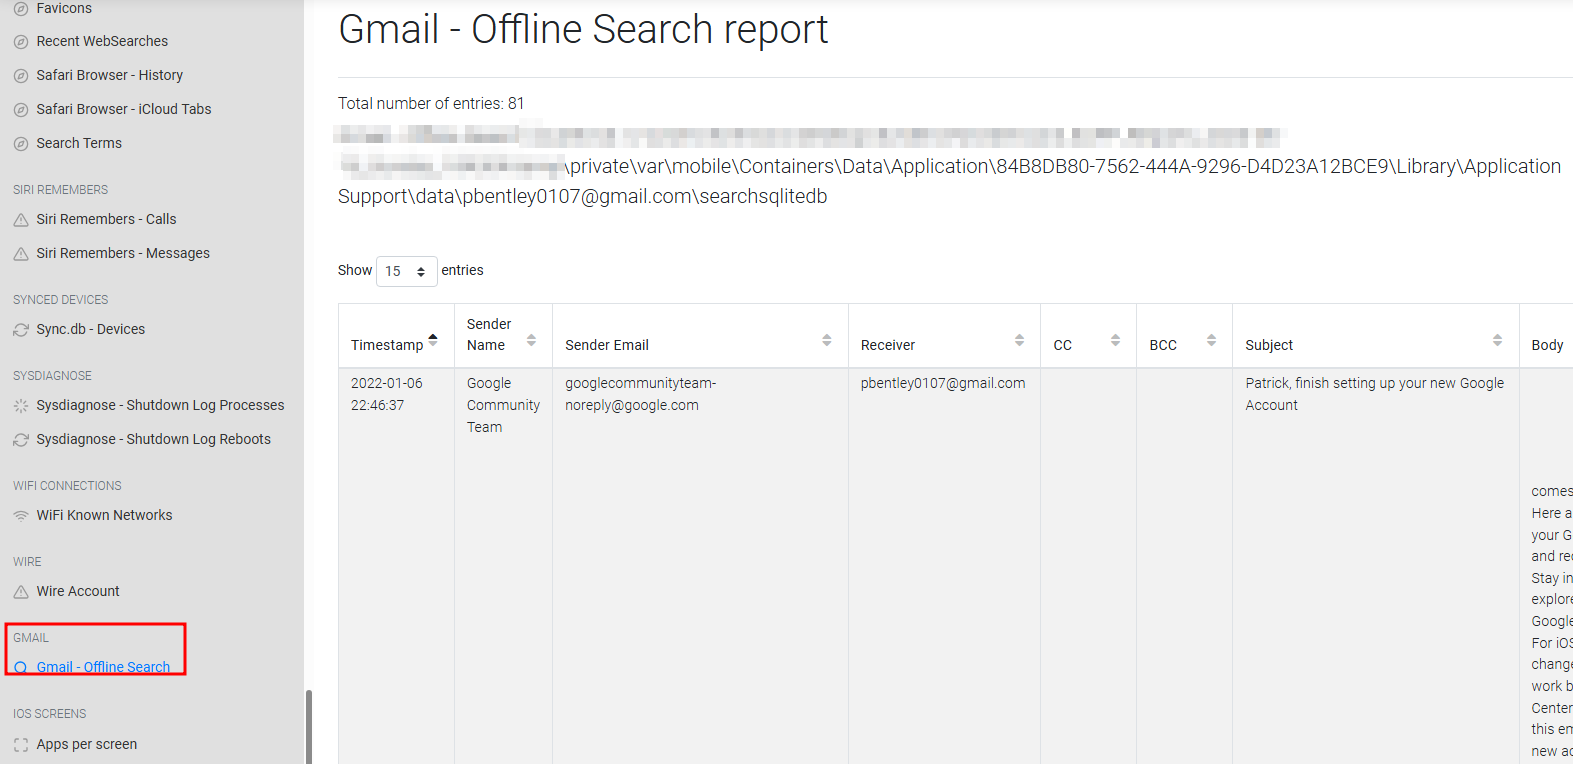 Favicons
Recent WebSearches
Safari Browser - History
Safari Browser - iCloud Tabs
Search Terms
SIRI REMEMBERS
Siri Remembers - Calls
Siri Remembers - Messages
SYNCED DEVICES
Sync.db - Devices
SYSDIAGNOSE
Sysdiagnose - Shutdown Log Processes
Sysdiagnose - Shutdown Log Reboots
WIFI CONNECTIONS
WiFi Known Networks
WIRE
Wire Account
GMAIL
Gmail - Offline Search
IOS SCREENS
Apps per screen
Gmail - Offline Search report
Total number of entries: 81
\private\var\mobile\Containers\Data\Application\84B8DB80-7562-444A-9296-D4D23A12BCE9\Library\Application
Support\data\pbentley0107@gmail.com\searchsqlitedb
Show 15 entries
Timestamp
Sender
Name
Sender Email
Receiver
CC
BCC
Subject
Body
2022-01-06
22:46:37
Google
Community
Team
googlecommunityteam-
noreply@google.com
pbentley0107@gmail.com
Patrick, finish setting up your new Google
Account
comes
Here a
your G
and rec
Stay in
explore
Google
For iOS
change
work b
Center
this em
new ac